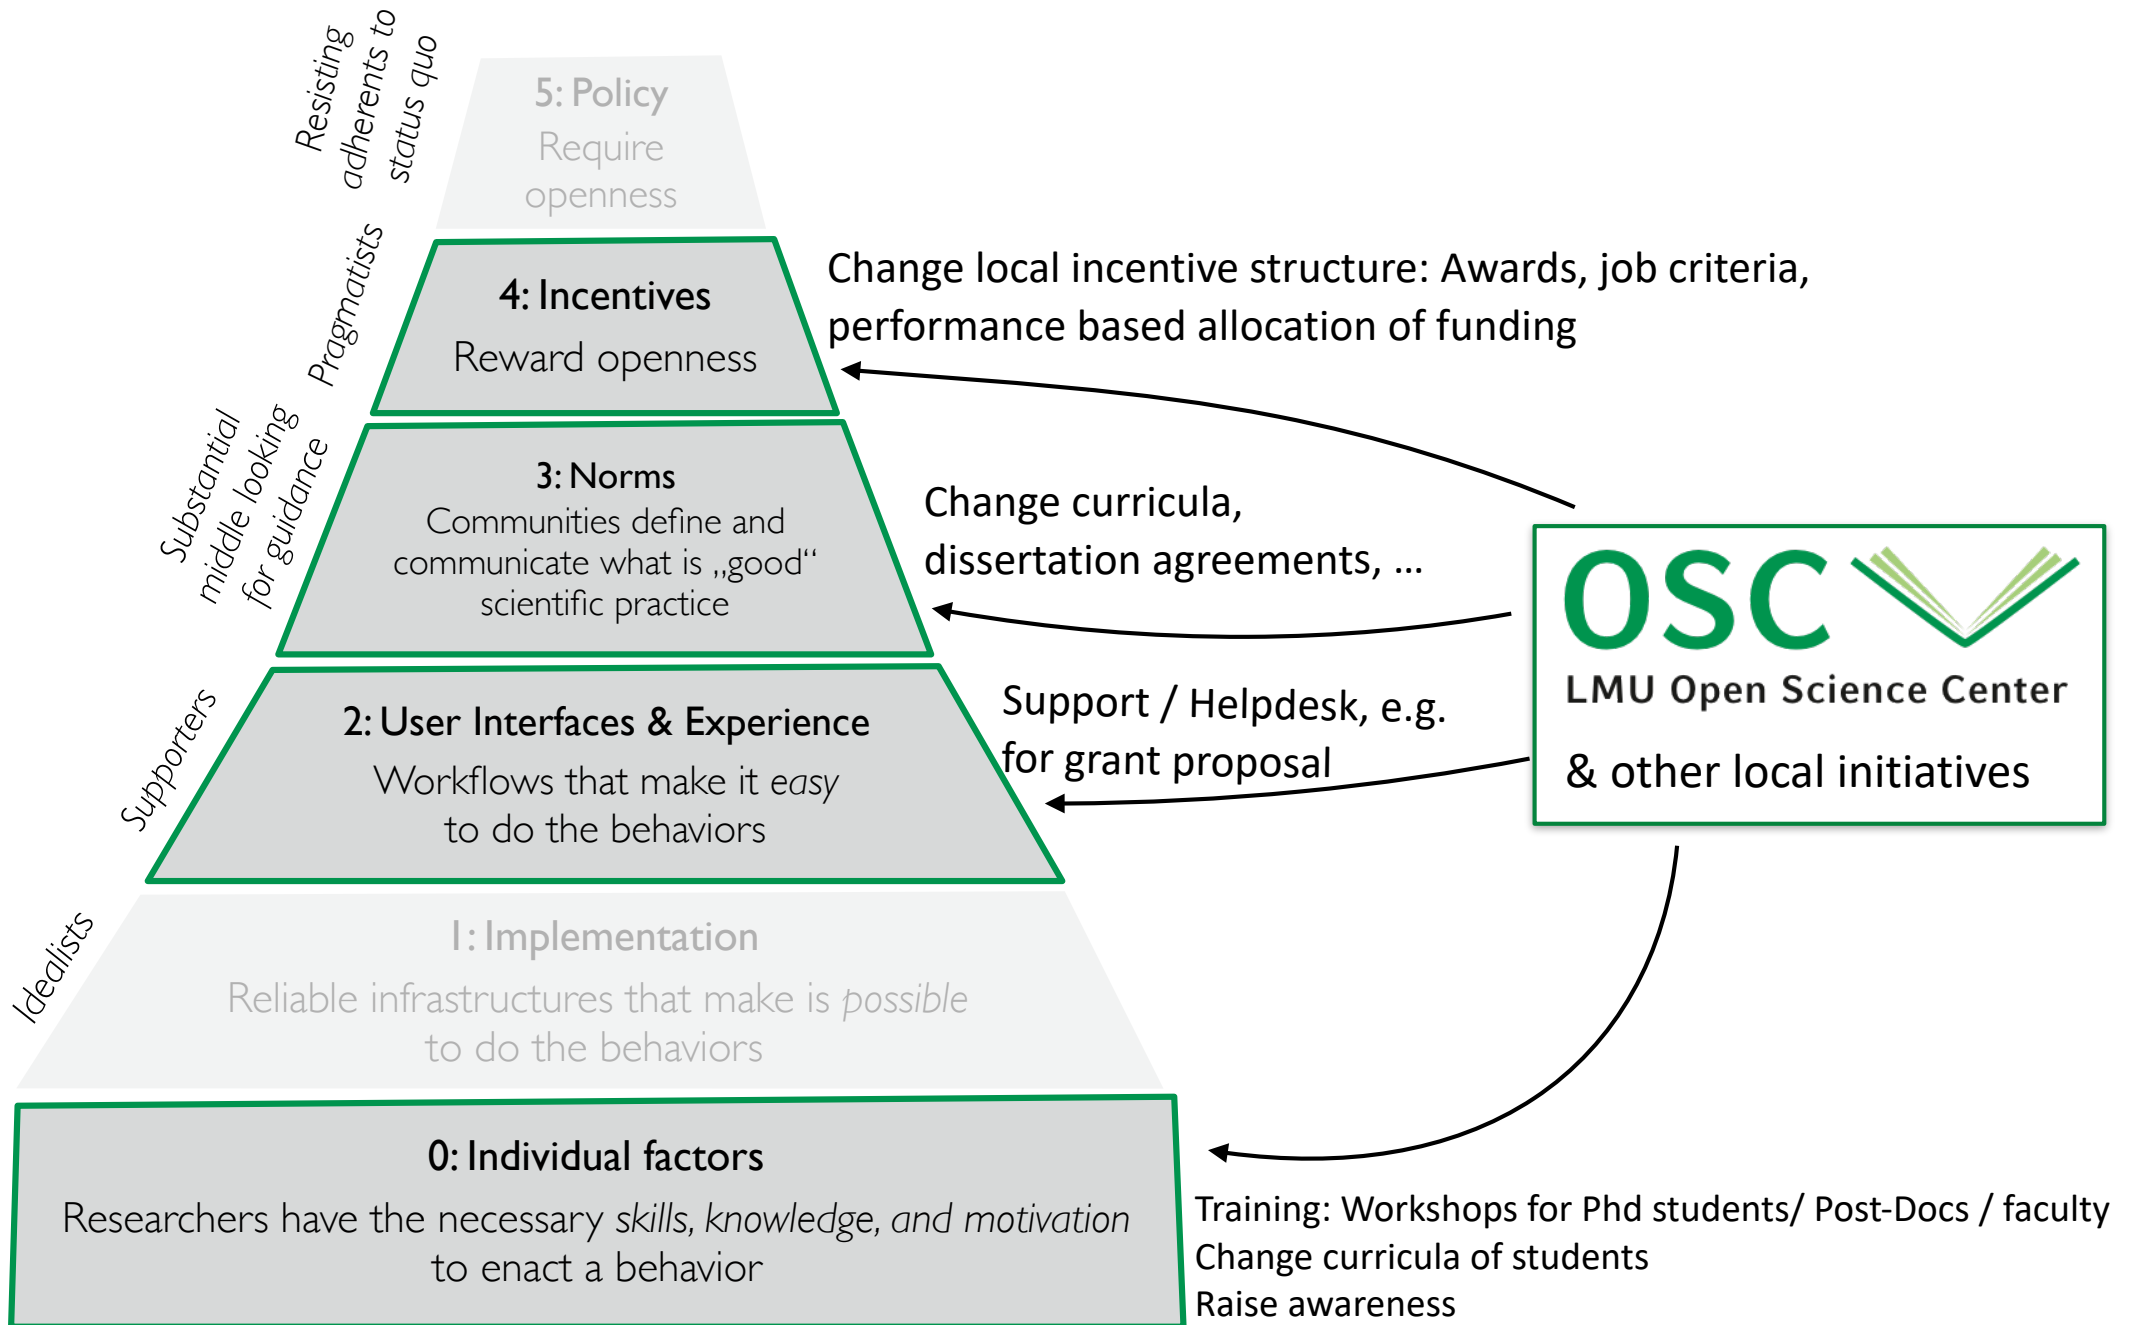 Resisting
adherents to
status quo
5: Policy
Require
openness
Pragmatists
4: Incentives
Reward openness
Change local incentive structure: Awards, job criteria,
performance based allocation of funding
Substantial
middle looking
for guidance
3: Norms
Communities define and
communicate what is „good“
scientific practice
Change curricula,
dissertation agreements, ...
OSC
LMU Open Science Center
& other local initiatives
Supporters
2: User Interfaces & Experience
Workflows that make it easy
to do the behaviors
Support / Helpdesk, e.g.
for grant proposal
Idealists
1: Implementation
Reliable infrastructures that make is possible
to do the behaviors
0: Individual factors
Researchers have the necessary skills, knowledge, and motivation
to enact a behavior
Training: Workshops for Phd students/ Post-Docs / faculty
Change curricula of students
Raise awareness